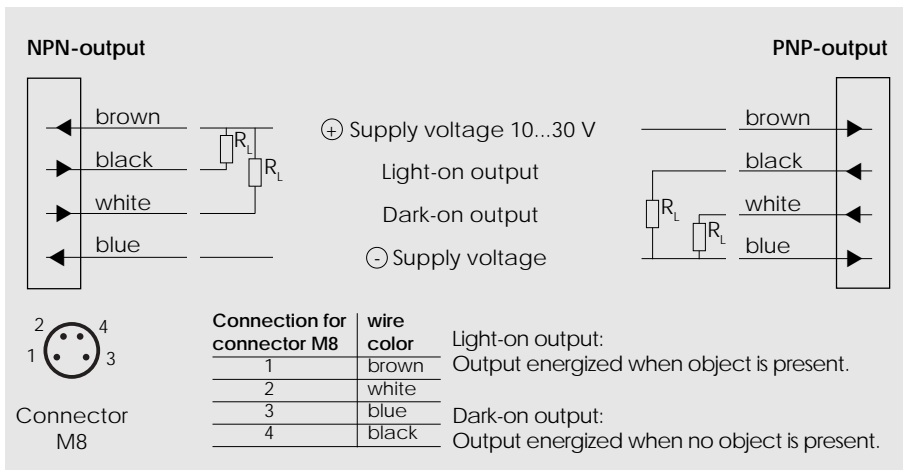 NPN-output
PNP-output
brown
black
white
blue
R_L
R_L
(+) Supply voltage 10...30 V
Light-on output
Dark-on output
(-) Supply voltage
brown
black
white
blue
R_L
R_L
2 4
1 3
Connector
M8
Connection for connector M8 | wire color
1 brown
2 white
3 blue
4 black
Light-on output:
Output energized when object is present.
Dark-on output:
Output energized when no object is present.